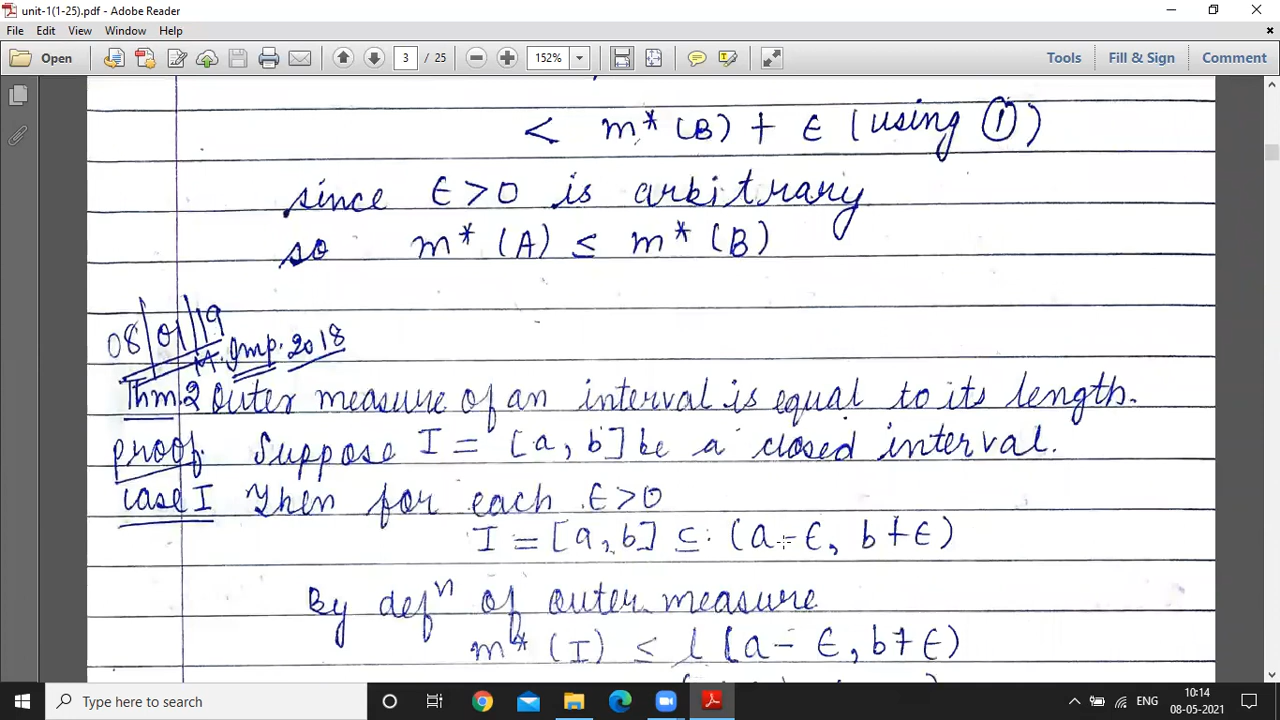 unit-1(1-25).pdf - Adobe Reader
File Edit View Window Help
Open 3 / 25 152% Tools Fill & Sign Comment
< m* (B) + ϵ (using ①)
since ϵ > 0 is arbitrary
so m* (A) ≤ m* (B)
08/01/19
Imp. 2018
Thm.2 Outer measure of an interval is equal to its length.
proof. Suppose I = [a, b] be a closed interval.
case I Then for each ϵ > 0
I = [a, b] ⊆ (a - ϵ, b + ϵ)
By defⁿ of outer measure
m* (I) ≤ l (a - ϵ, b + ϵ)
Type here to search
ENG
10:14
08-05-2021